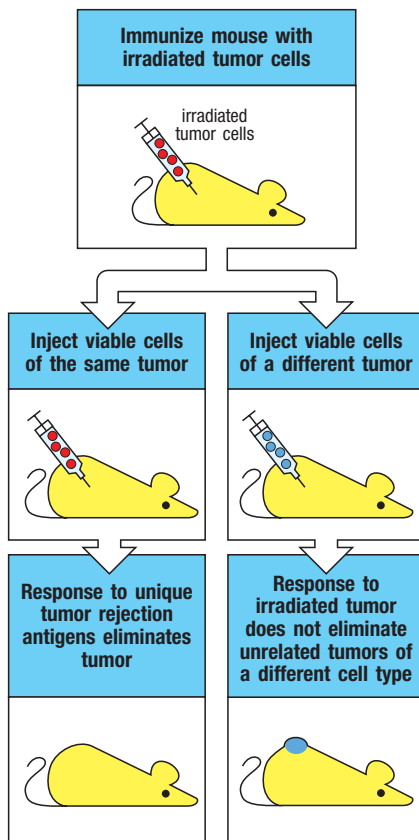 Immunize mouse with
irradiated tumor cells
irradiated
tumor cells
Inject viable cells
of the same tumor
Inject viable cells
of a different tumor
Response to unique
tumor rejection
antigens eliminates
tumor
Response to
irradiated tumor
does not eliminate
unrelated tumors of
a different cell type